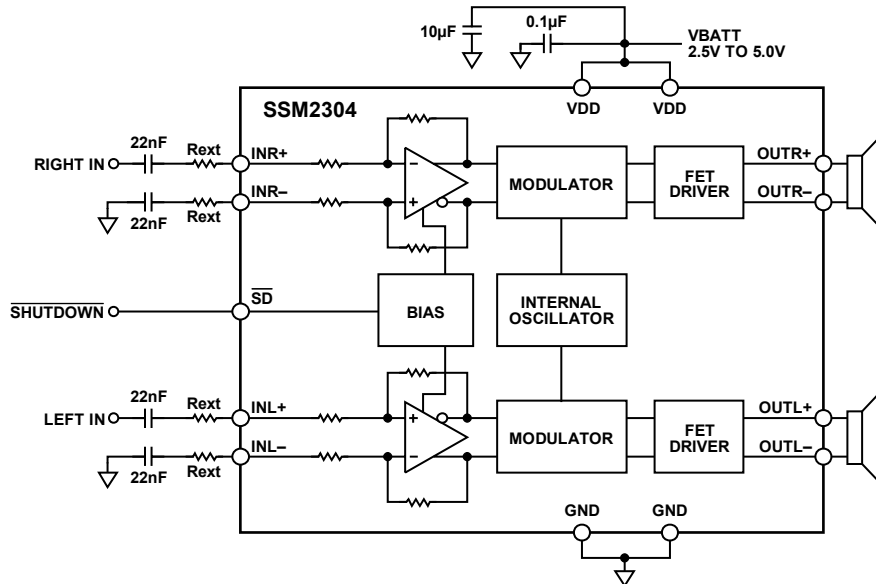 10µF
0.1µF
VBATT
2.5V TO 5.0V
SSM2304
VDD
VDD
22nF
Rext
INR+
RIGHT IN
INR–
22nF
Rext
–
+
MODULATOR
FET
DRIVER
OUTR+
OUTR–
SHUTDOWN
SD
BIAS
INTERNAL
OSCILLATOR
22nF
Rext
INL+
LEFT IN
INL–
22nF
Rext
+
–
MODULATOR
FET
DRIVER
OUTL+
OUTL–
GND
GND